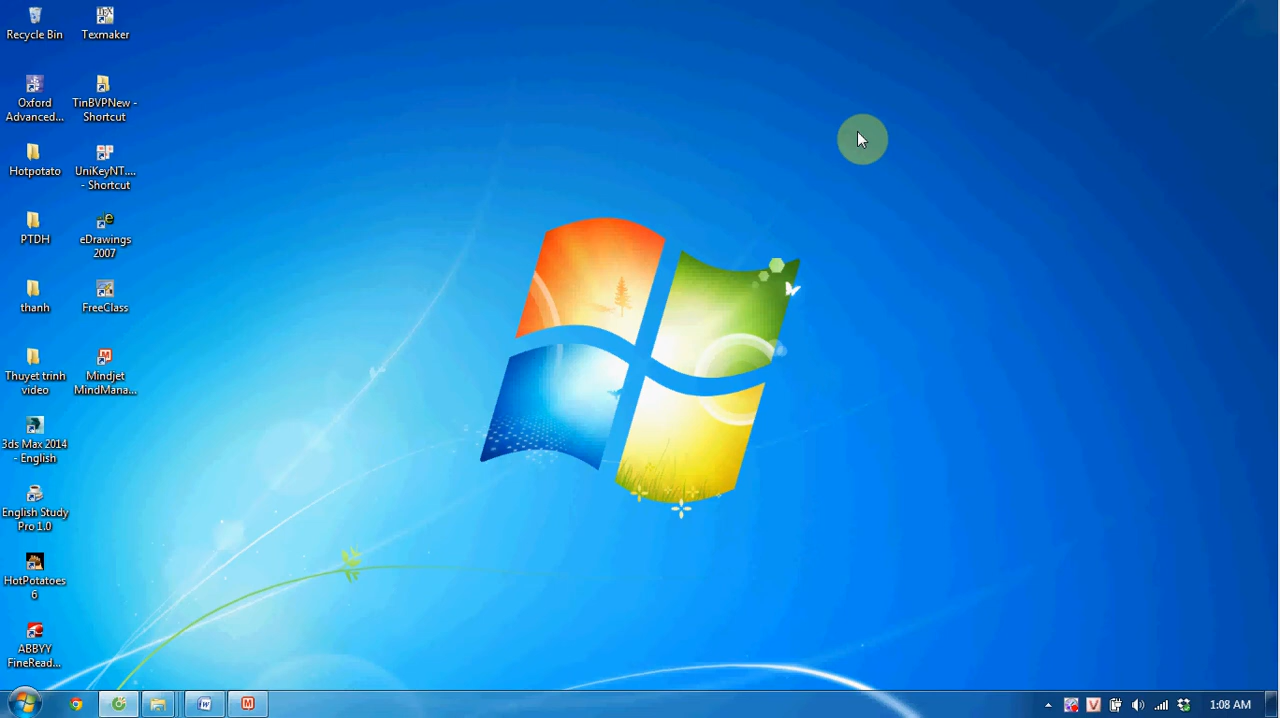 Recycle Bin
Texmaker
Oxford
Advanced...
TinBVPNew -
Shortcut
Hotpotato
UniKeyNT....
- Shortcut
PTDH
eDrawings
2007
thanh
FreeClass
Thuyet trinh
video
Mindjet
MindMana...
3ds Max 2014
- English
English Study
Pro 1.0
HotPotatoes
6
ABBYY
FineRead...
1:08 AM